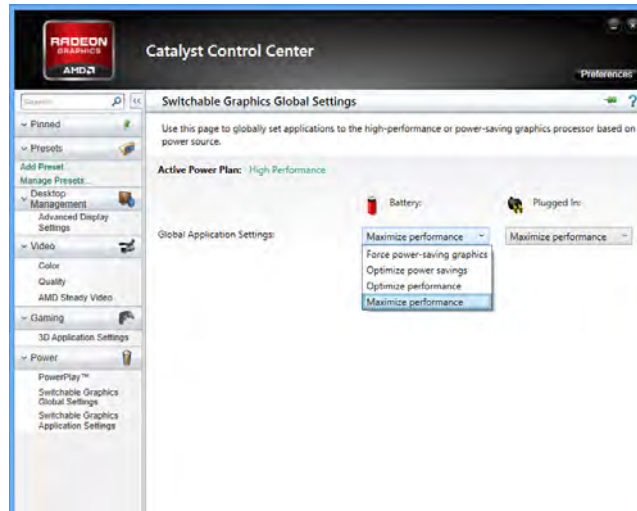 RADEON
GRAPHICS
AMD
Catalyst Control Center
Preferences
Search
Switchable Graphics Global Settings
?
Pinned
Presets
Add Preset...
Manage Presets...
Desktop
Management
Advanced Display
Settings
Video
Color
Quality
AMD Steady Video
Gaming
3D Application Settings
Power
PowerPlay™
Switchable Graphics
Global Settings
Switchable Graphics
Application Settings
Use this page to globally set applications to the high-performance or power-saving graphics processor based on
power source.
Active Power Plan: High Performance
Battery: Plugged In:
Global Application Settings: Maximize performance Maximize performance
Force power-saving graphics
Optimize power savings
Optimize performance
Maximize performance